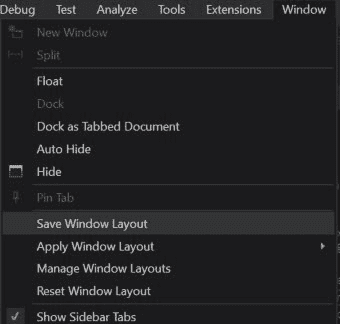 Debug Test Analyze Tools Extensions Window
New Window
Split
Float
Dock
Dock as Tabbed Document
Auto Hide
Hide
Pin Tab
Save Window Layout
Apply Window Layout
Manage Window Layouts
Reset Window Layout
Show Sidebar Tabs